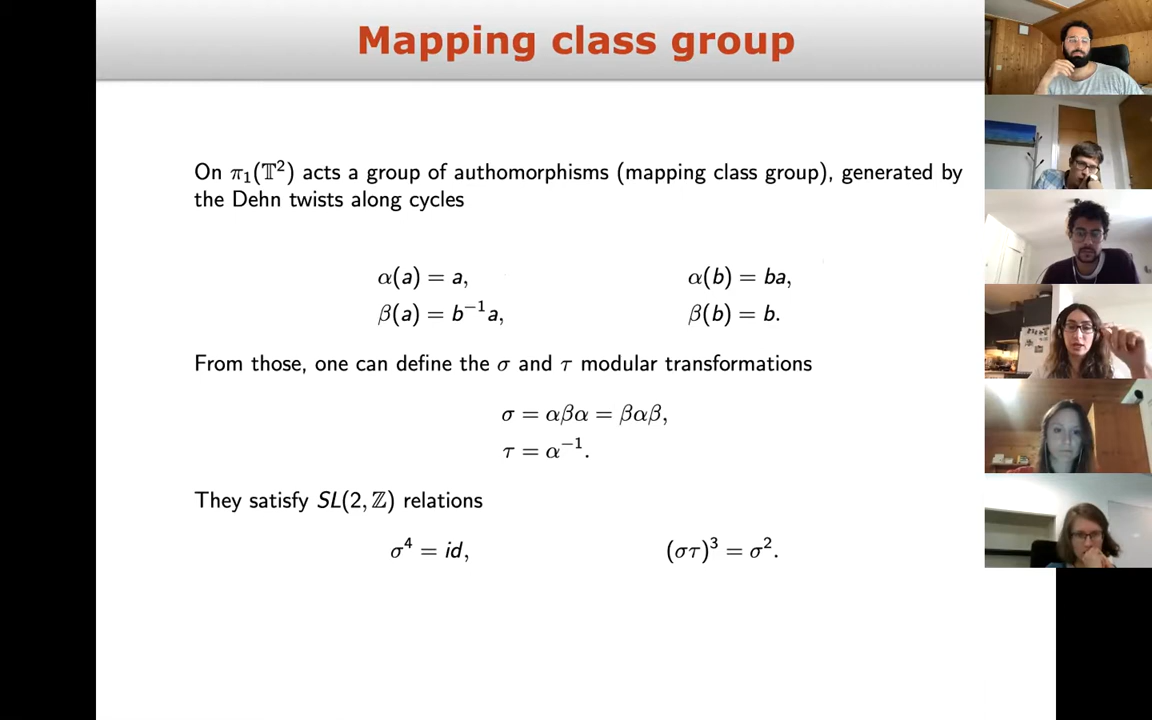 Mapping class group
On π₁(𝕋²) acts a group of authomorphisms (mapping class group), generated by
the Dehn twists along cycles
α(a) = a, α(b) = ba,
β(a) = b⁻¹a, β(b) = b.
From those, one can define the σ and τ modular transformations
σ = αβα = βαβ,
τ = α⁻¹.
They satisfy SL(2, ℤ) relations
σ⁴ = id, (στ)³ = σ².